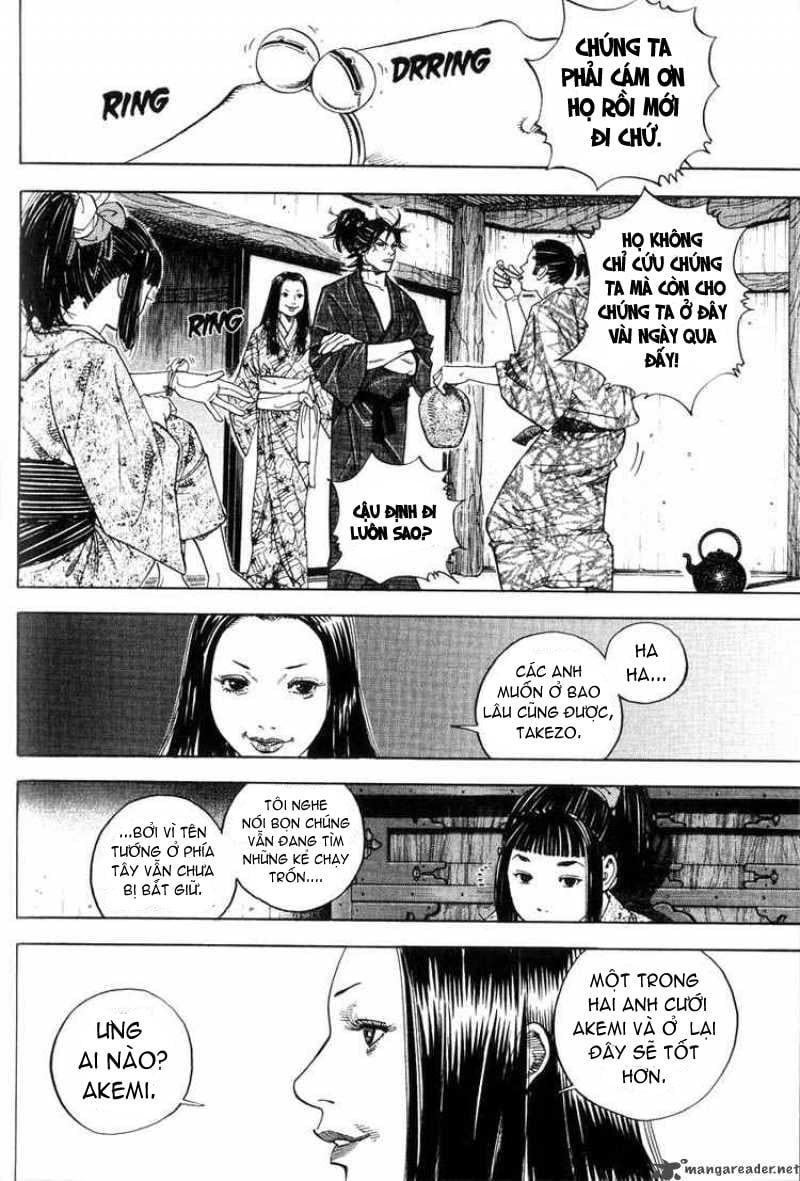 CHÚNG TA
PHẢI CÁM ƠN
HỌ RỒI MỚI
ĐI CHỨ.
DRRING
RING
HỌ KHÔNG
CHỈ CỨU CHÚNG
TA MÀ CÒN CHO
CHÚNG TA Ở ĐÂY
VÀI NGÀY QUA
ĐẤY!
RING
CẬU ĐỊNH ĐI
LUÔN SAO?
HA
HA...
CÁC ANH
MUỐN Ở BAO
LÂU CŨNG ĐƯỢC,
TAKEZO.
TÔI NGHE
NÓI BỌN CHÚNG
VẪN ĐANG TÌM
NHỮNG KẺ CHẠY
TRỐN....
...BỞI VÌ TÊN
TƯỚNG Ở PHÍA
TÂY VẪN CHƯA
BỊ BẮT GIỮ.
MỘT TRONG
HAI ANH CƯỚI
AKEMI VÀ Ở LẠI
ĐÂY SẼ TỐT
HƠN.
ƯNG
AI NÀO?
AKEMI.
mangareader.net